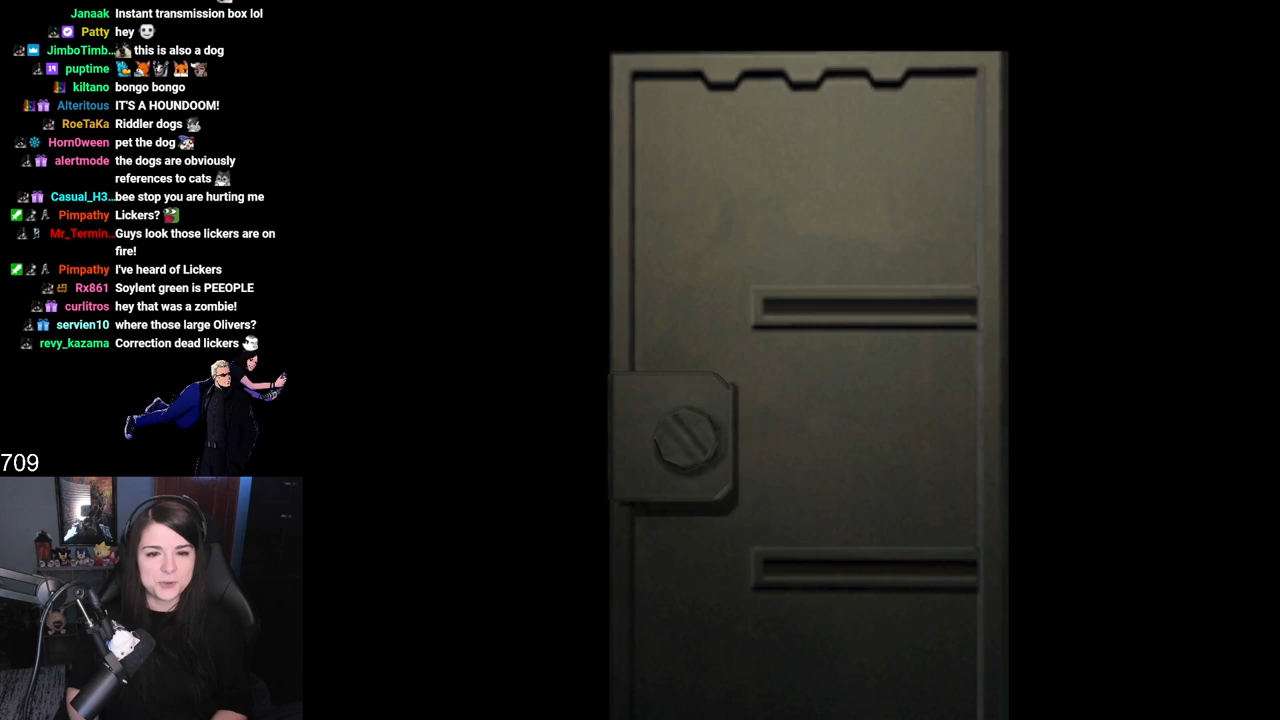 Janaak Instant transmission box lol
Patty hey
JimboTimb... this is also a dog
puptime
kiltano bongo bongo
Alteritous IT'S A HOUNDOOM!
RoeTaKa Riddler dogs
Horn0ween pet the dog
alertmode the dogs are obviously
references to cats
Casual_H3... bee stop you are hurting me
Pimpathy Lickers?
Mr_Termin... Guys look those lickers are on
fire!
Pimpathy I've heard of Lickers
Rx861 Soylent green is PEEOPLE
curlitros hey that was a zombie!
servien10 where those large Olivers?
revy_kazama Correction dead lickers
709